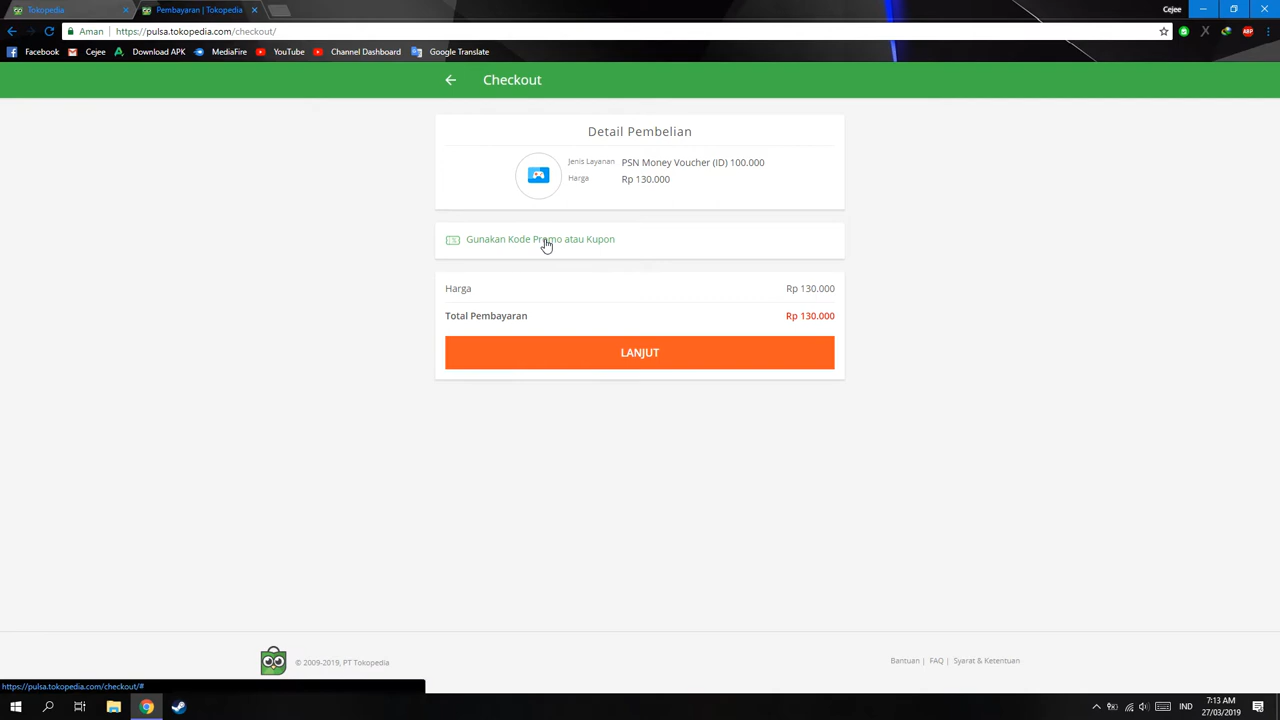 Tokopedia
Pembayaran | Tokopedia
Cejee
Aman
https://pulsa.tokopedia.com/checkout/
Facebook
Cejee
Download APK
MediaFire
YouTube
Channel Dashboard
Google Translate
Checkout
Detail Pembelian
Jenis Layanan PSN Money Voucher (ID) 100.000
Harga Rp 130.000
Gunakan Kode Promo atau Kupon
Harga Rp 130.000
Total Pembayaran Rp 130.000
LANJUT
© 2009-2019, PT Tokopedia
Bantuan | FAQ | Syarat & Ketentuan
https://pulsa.tokopedia.com/checkout/#
IND
7:13 AM
27/03/2019